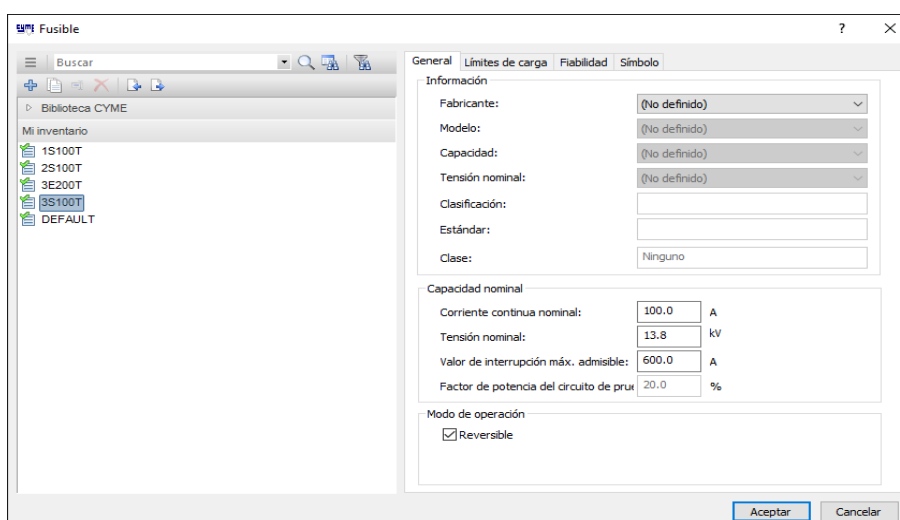 CYME Fusible ?
Buscar
Biblioteca CYME
Mi inventario
1S100T
2S100T
3E200T
3S100T
DEFAULT
General Límites de carga Fiabilidad Símbolo
Información
Fabricante: (No definido)
Modelo: (No definido)
Capacidad: (No definido)
Tensión nominal: (No definido)
Clasificación:
Estándar:
Clase: Ninguno
Capacidad nominal
Corriente continua nominal: 100.0 A
Tensión nominal: 13.8 kV
Valor de interrupción máx. admisible: 600.0 A
Factor de potencia del circuito de prue 20.0 %
Modo de operación
Reversible
Aceptar Cancelar